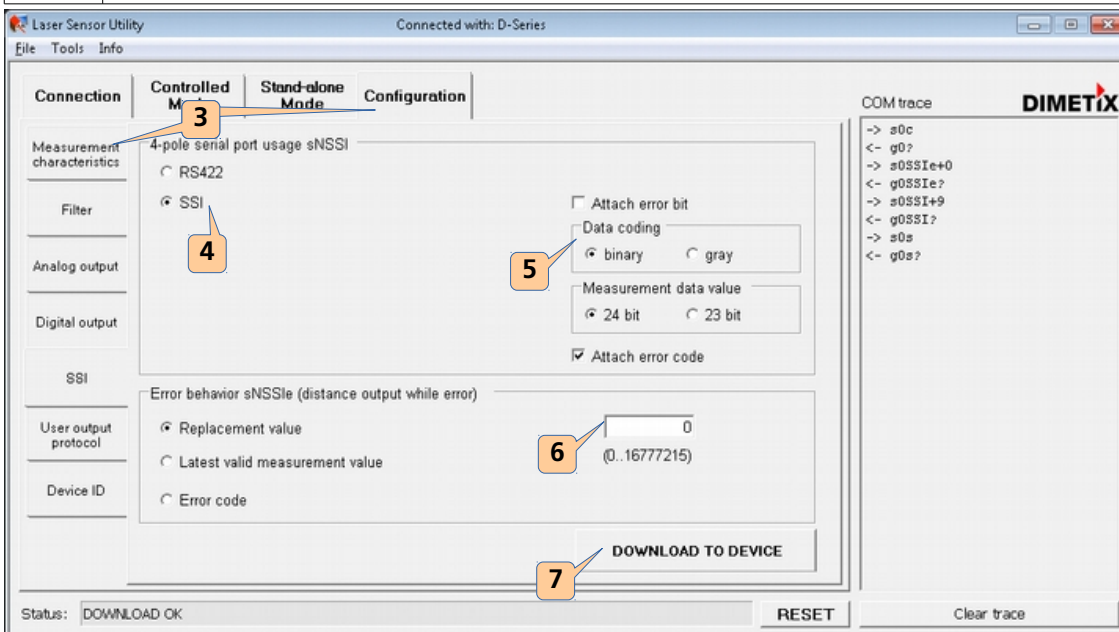 Laser Sensor Utility
Connected with: D-Series
File Tools Info
Connection
Controlled
Stand-alone
Mode
Configuration
3
Measurement
characteristics
Filter
Analog output
Digital output
SSI
User output
protocol
Device ID
4-pole serial port usage sNSSI
RS422
SSI
4
Attach error bit
5
Data coding
binary gray
Measurement data value
24 bit 23 bit
Attach error code
Error behavior sNSSIe (distance output while error)
Replacement value
Latest valid measurement value
Error code
6
0
(0..16777215)
DOWNLOAD TO DEVICE
7
Status: DOWNLOAD OK
RESET
COM trace
DIMETIX
-> s0c
<- g0?
-> s0SSIe+0
<- g0SSIe?
-> s0SSI+9
<- g0SSI?
-> s0s
<- g0s?
Clear trace